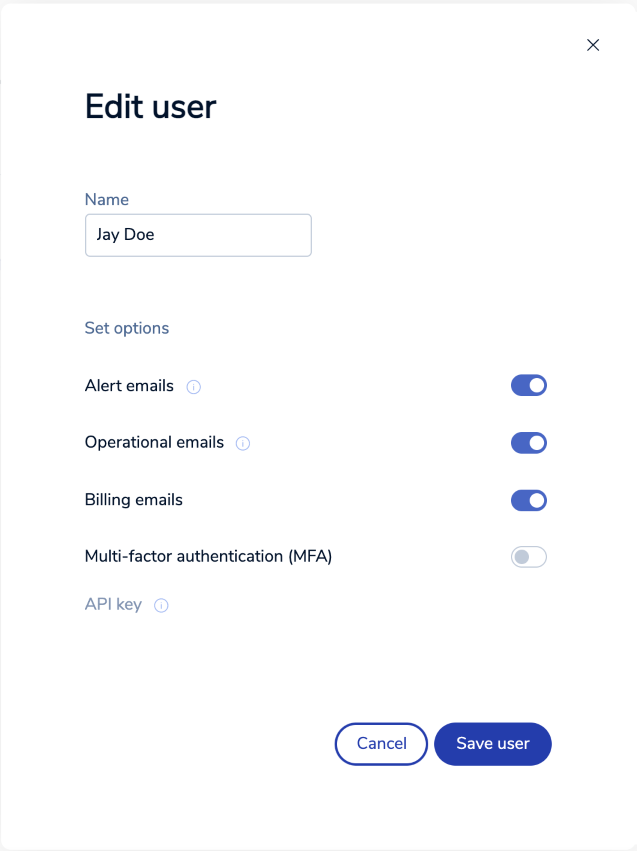 Edit user
Name
Jay Doe
Set options
Alert emails
Operational emails
Billing emails
Multi-factor authentication (MFA)
API key
Cancel
Save user